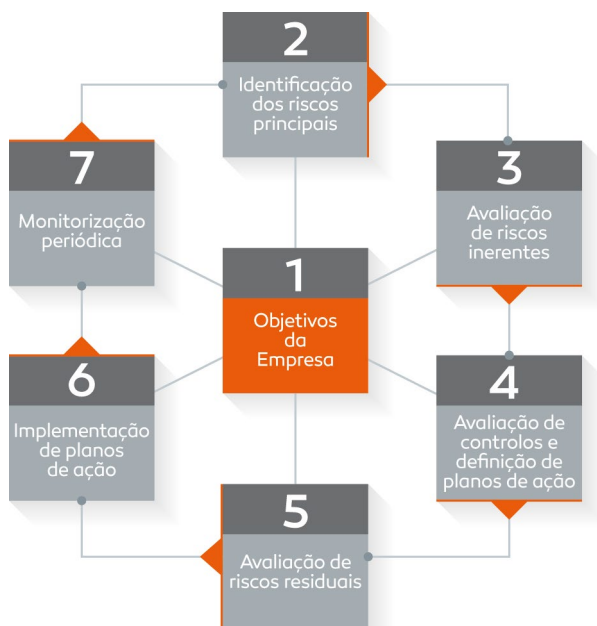 2
Identificação
dos riscos
principais
7
Monitorização
periódica
3
Avaliação
de riscos
inerentes
1
Objetivos
da
Empresa
6
Implementação
de planos
de ação
4
Avaliação de
controlos e
definição de
planos de ação
5
Avaliação de
riscos residuais